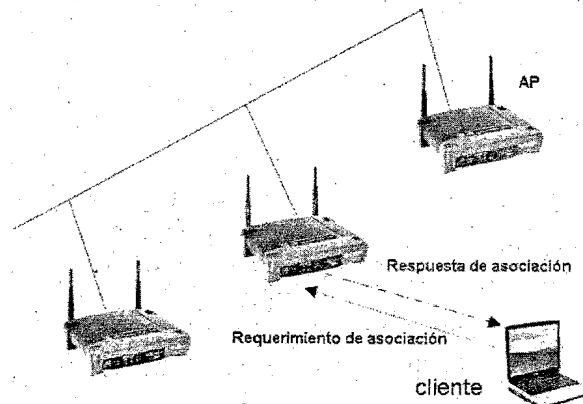 AP
Respuesta de asociación
Requerimiento de asociación
cliente